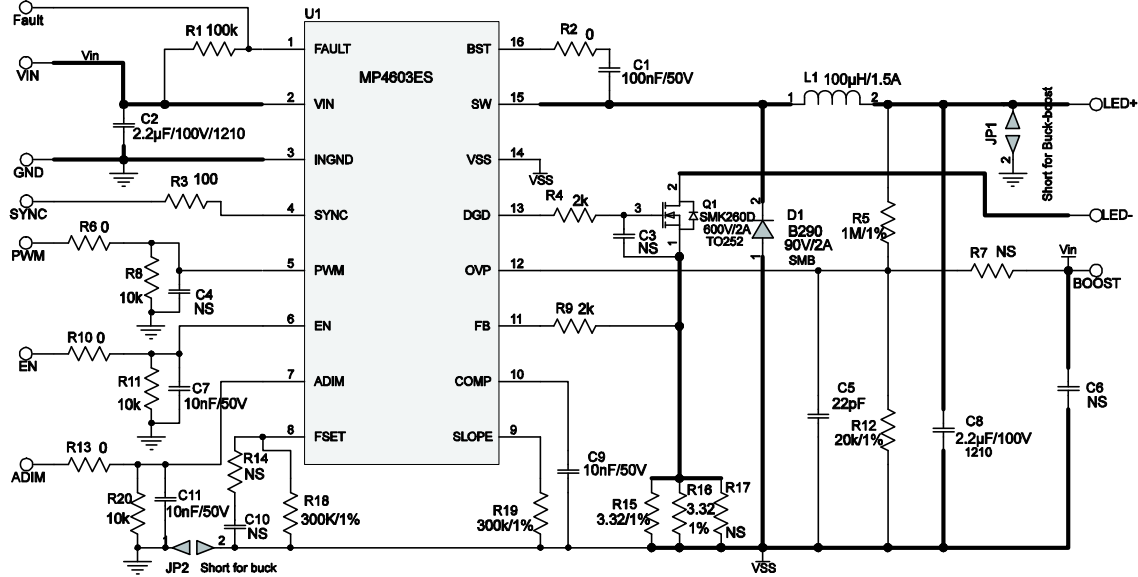 Fault
R1 100k
VIN
Vin
C2
2.2µF/100V/1210
GND
R3 100
SYNC
R6 0
PWM
R8
10k
C4
NS
R10 0
EN
R11
10k
C7
10nF/50V
R13 0
ADIM
R20
10k
C11
10nF/50V
R14
NS
C10
NS
R18
300K/1%
1
JP2
2
Short for buck
U1
MP4603ES
1 FAULT
2 VIN
3 INGND
4 SYNC
5 PWM
6 EN
7 ADIM
8 FSET
BST 16
SW 15
VSS 14
DGD 13
OVP 12
FB 11
COMP 10
SLOPE 9
R2 0
C1
100nF/50V
VSS
R4 2k
C3
NS
2
3
1
Q1
SMK260D
600V/2A
TO252
R9 2k
2
D1
B290
90V/2A
SMB
1
L1 100µH/1.5A
1
2
R5
1M/1%
JP1
2
Short for Buck-boost
LED+
LED-
R7 NS
Vin
BOOST
C5
22pF
R12
20k/1%
C8
2.2µF/100V
1210
C6
NS
C9
10nF/50V
R19
300k/1%
R15
3.32/1%
R16
3.32
1%
R17
NS
VSS